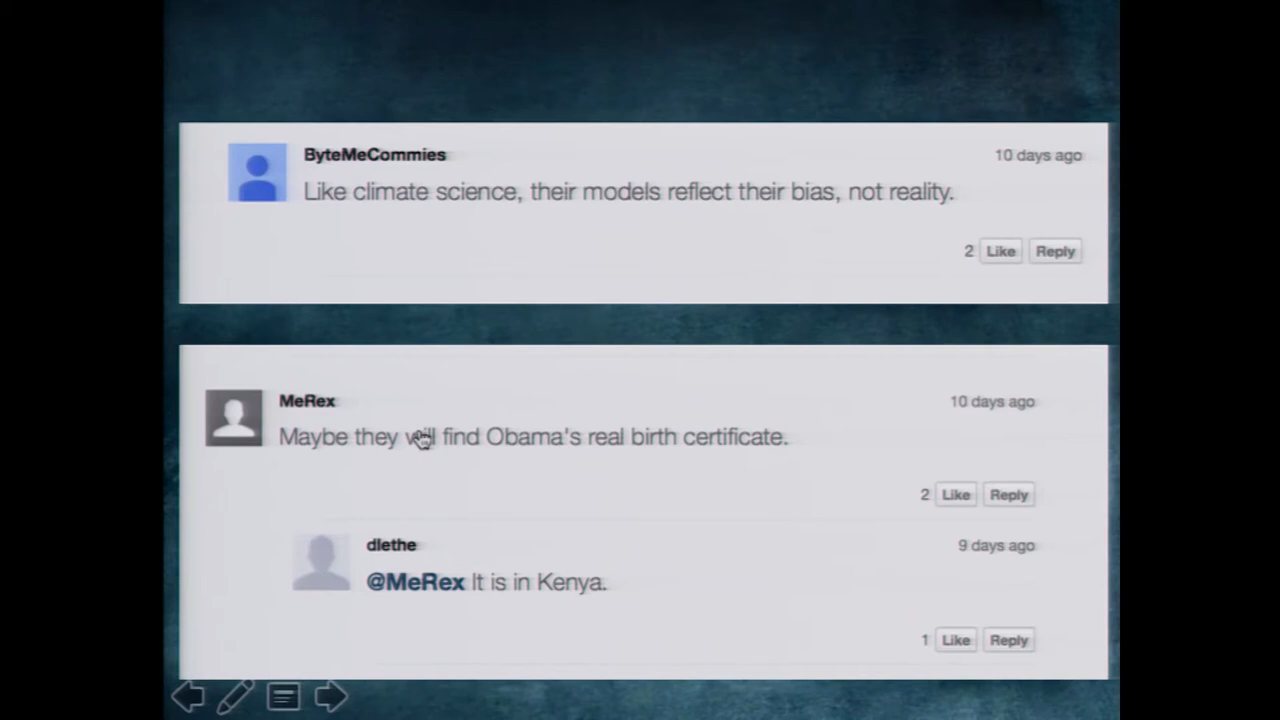 ByteMeCommies
10 days ago
Like climate science, their models reflect their bias, not reality.
2 Like Reply
MeRex
10 days ago
Maybe they will find Obama's real birth certificate.
2 Like Reply
dlethe
9 days ago
@MeRex It is in Kenya.
1 Like Reply